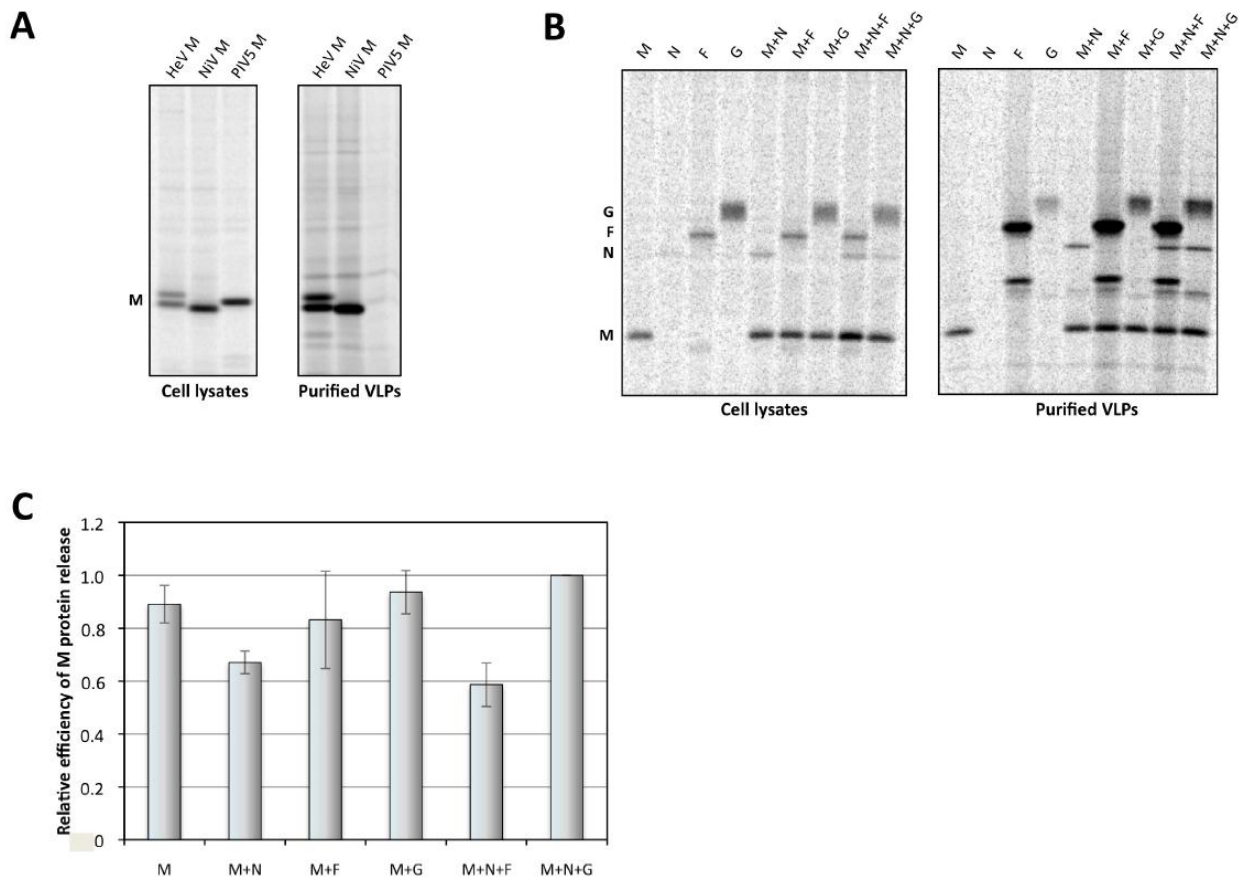 A
HeV M NiV M PIV5 M
HeV M NiV M PIV5 M
M
Cell lysates
Purified VLPs
B
M N F G M+N M+F M+G M+N+F M+N+G
M N F G M+N M+F M+G M+N+F M+N+G
G
F
N
M
Cell lysates
Purified VLPs
C
Relative efficiency of M protein release
1.2
1.0
0.8
0.6
0.4
0.2
0
M M+N M+F M+G M+N+F M+N+G